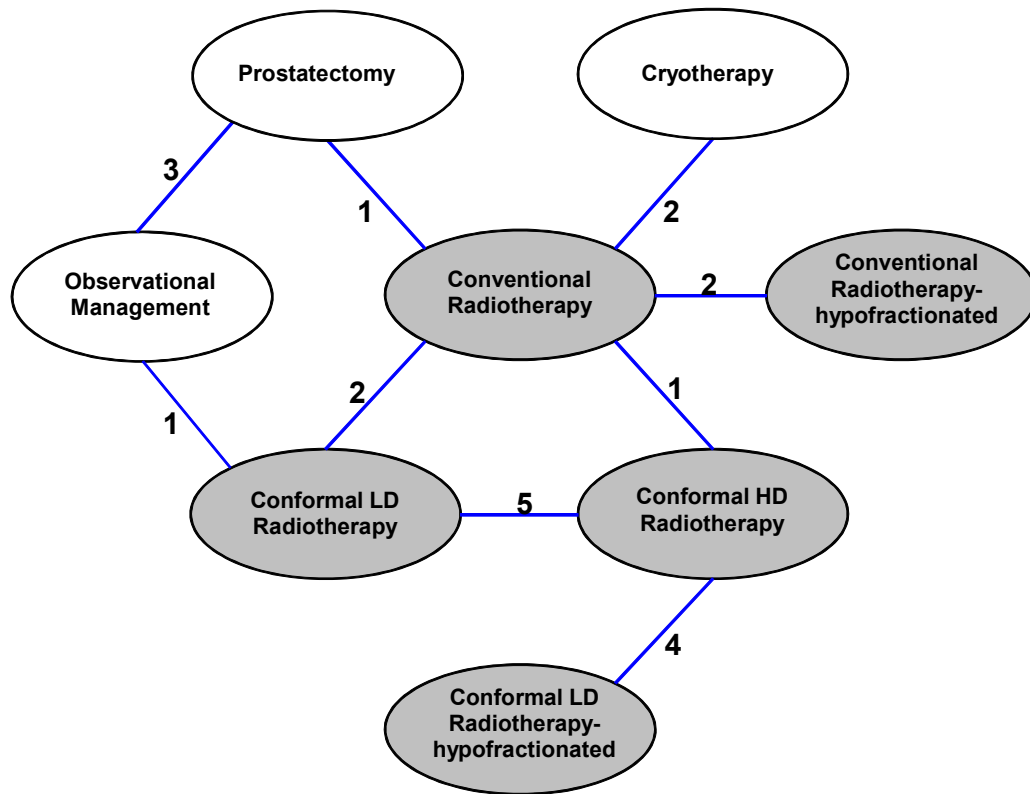 Prostatectomy
Cryotherapy
3
1
2
Observational
Management
Conventional
Radiotherapy
2
Conventional
Radiotherapy-
hypofractionated
1
2
1
Conformal LD
Radiotherapy
5
Conformal HD
Radiotherapy
4
Conformal LD
Radiotherapy-
hypofractionated